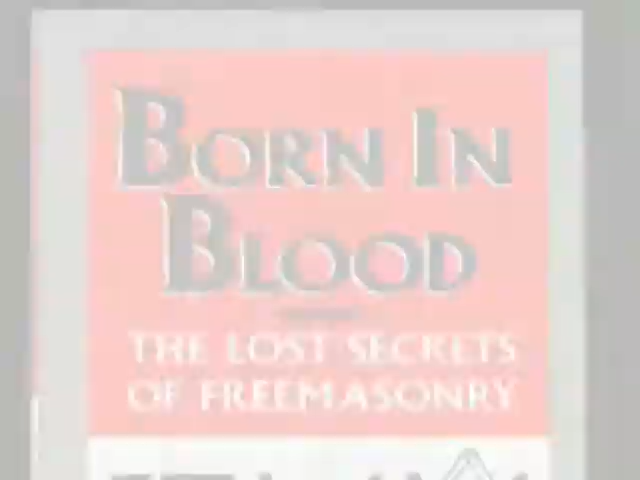 BORN IN
BLOOD
THE LOST SECRETS
OF FREEMASONRY